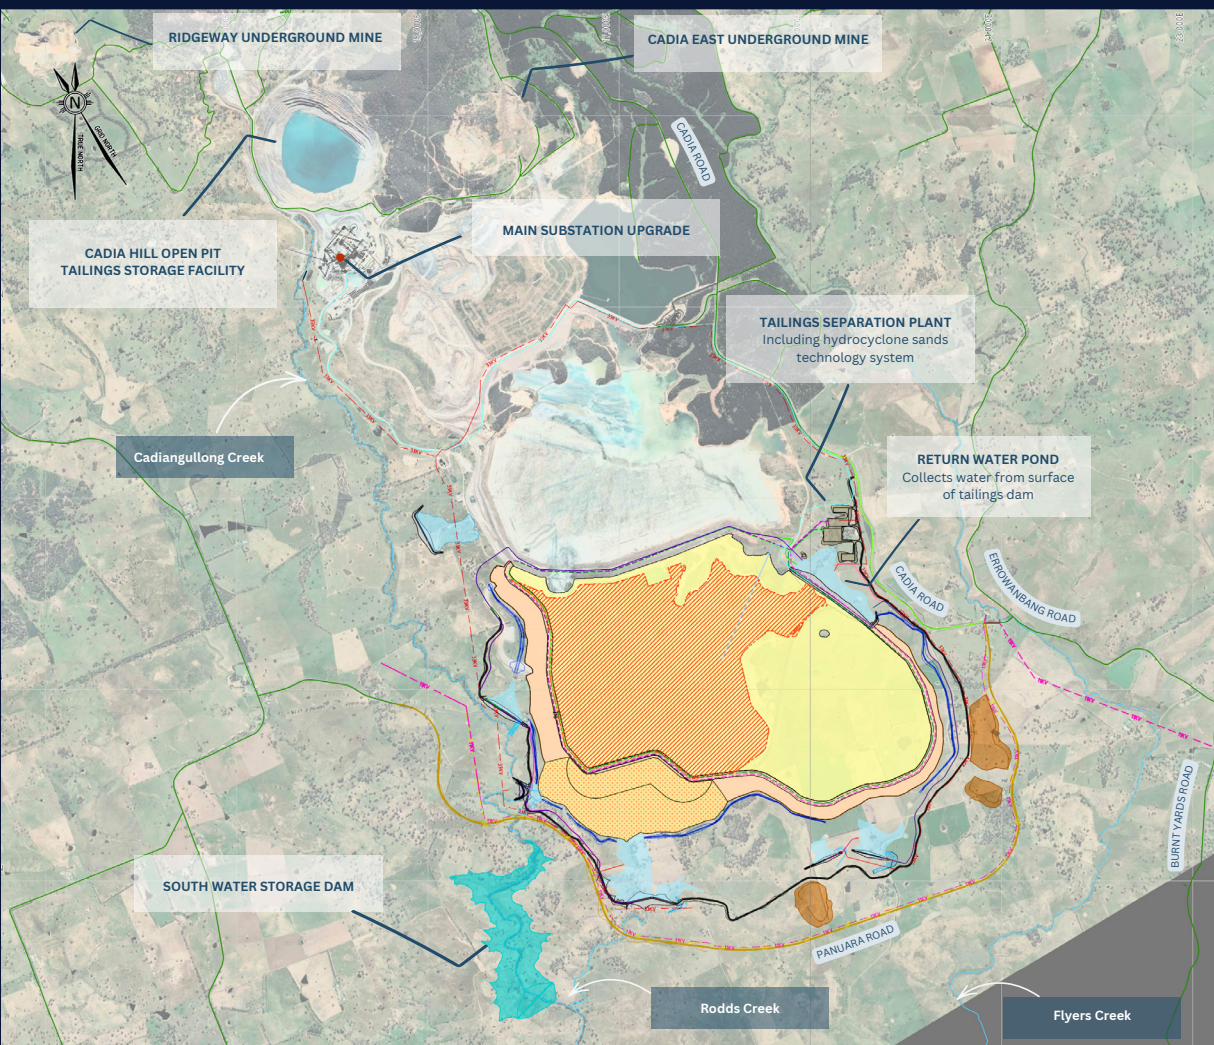 RIDGEWAY UNDERGROUND MINE
CADIA EAST UNDERGROUND MINE
N
TRUE NORTH
GRID NORTH
CADIA ROAD
CADIA HILL OPEN PIT
TAILINGS STORAGE FACILITY
MAIN SUBSTATION UPGRADE
TAILINGS SEPARATION PLANT
Including hydrocyclone sands
technology system
Cadiangullong Creek
RETURN WATER POND
Collects water from surface
of tailings dam
CADIA ROAD
ERROWANBANG ROAD
BURNT YARDS ROAD
SOUTH WATER STORAGE DAM
PANUARA ROAD
Rodds Creek
Flyers Creek